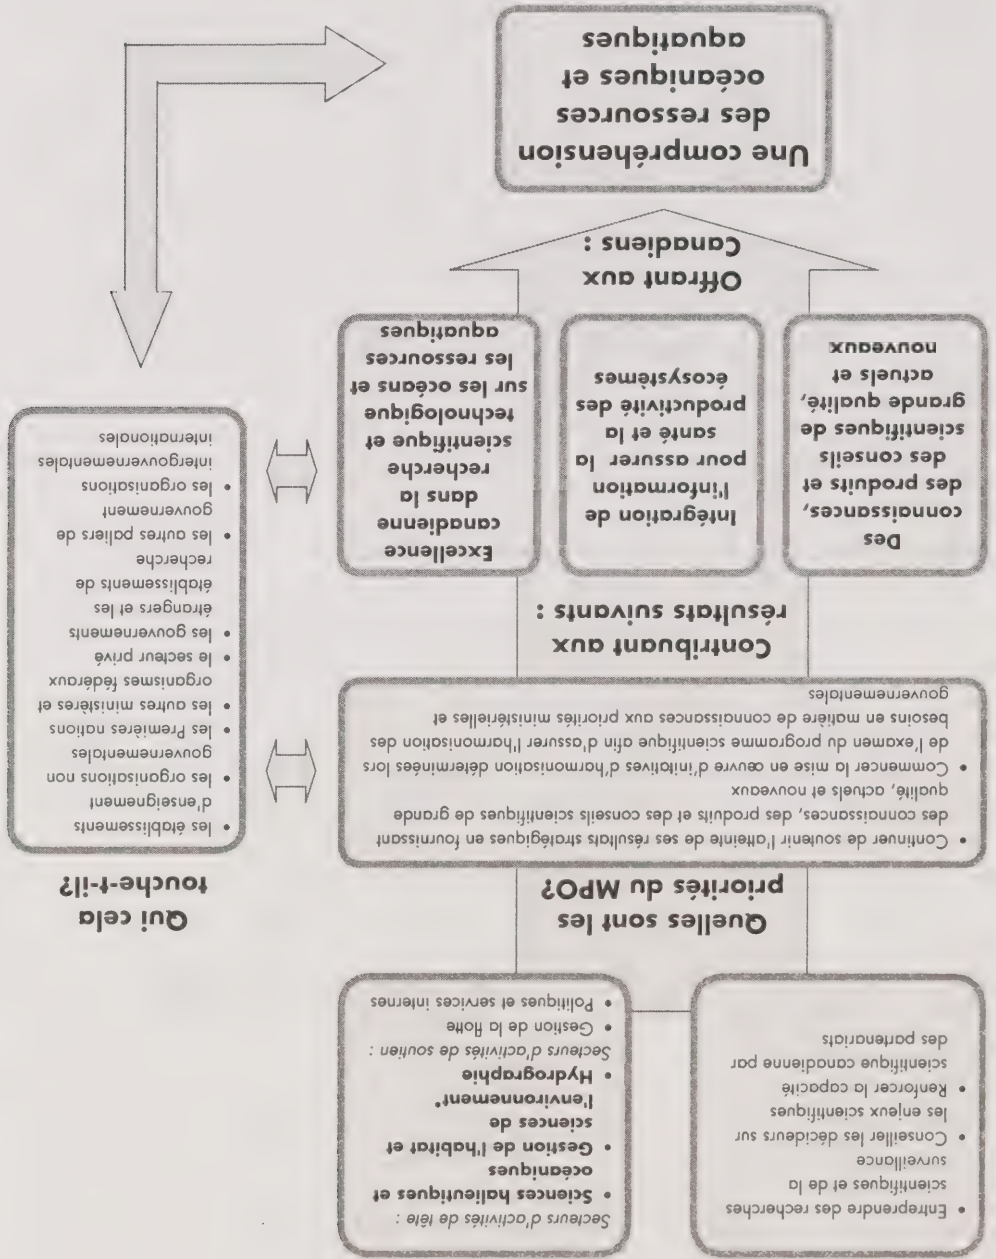 • Entreprendre des recherches
scientifiques et de la
surveillance
• Conseiller les décideurs sur
les enjeux scientifiques
• Renforcer la capacité
scientifique canadienne par
des partenariats
Secteurs d'activités de tête :
• Sciences halieutiques et
océaniques
• Gestion de l'habitat et
sciences de
l'environnement*
• Hydrographie
Secteurs d'activités de soutien :
• Gestion de la flotte
• Politiques et services internes
Quelles sont les
priorités du MPO?
• Continuer de soutenir l'atteinte de ses résultats stratégiques en fournissant
des connaissances, des produits et des conseils scientifiques de grande
qualité, actuels et nouveaux
• Commencer la mise en œuvre d'initiatives d'harmonisation déterminées lors
de l'examen du programme scientifique afin d'assurer l'harmonisation des
besoins en matière de connaissances aux priorités ministérielles et
gouvernementales
Qui cela
touche-t-il?
• les établissements
d'enseignement
• les organisations non
gouvernementales
• les Premières nations
• les autres ministères et
organismes fédéraux
• le secteur privé
• les gouvernements
étrangers et les
établissements de
recherche
• les autres paliers de
gouvernement
• les organisations
intergouvernementales
internationales
Contribuant aux
résultats suivants :
Des
connaissances,
des produits et
des conseils
scientifiques de
grande qualité,
actuels et
nouveaux
Intégration de
l'information
pour assurer la
santé et la
productivité des
écosystèmes
Excellence
canadienne
dans la
recherche
scientifique et
technologique
sur les océans et
les ressources
aquatiques
Offrant aux
Canadiens :
Une compréhension
des ressources
océaniques et
aquatiques